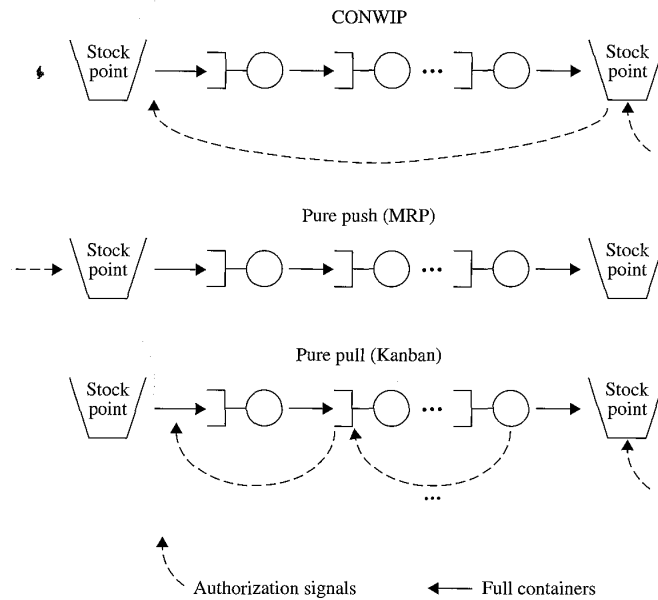 CONWIP
Stock
point
Stock
point
Pure push (MRP)
Stock
point
Stock
point
Pure pull (Kanban)
Stock
point
Stock
point
Authorization signals
Full containers